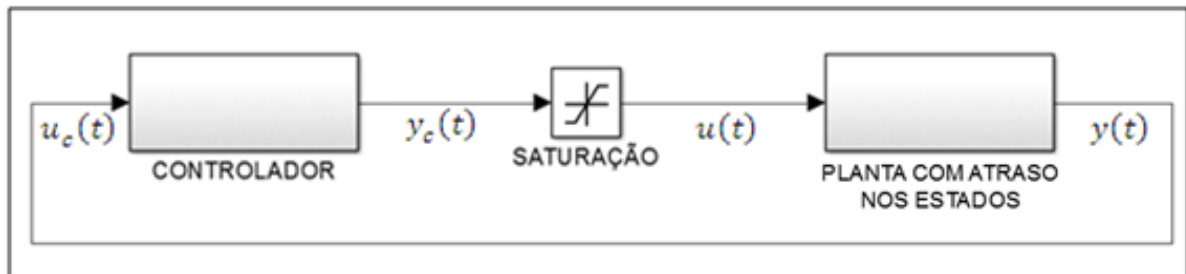 u_c(t)
CONTROLADOR
y_c(t)
SATURAÇÃO
u(t)
PLANTA COM ATRASO
NOS ESTADOS
y(t)